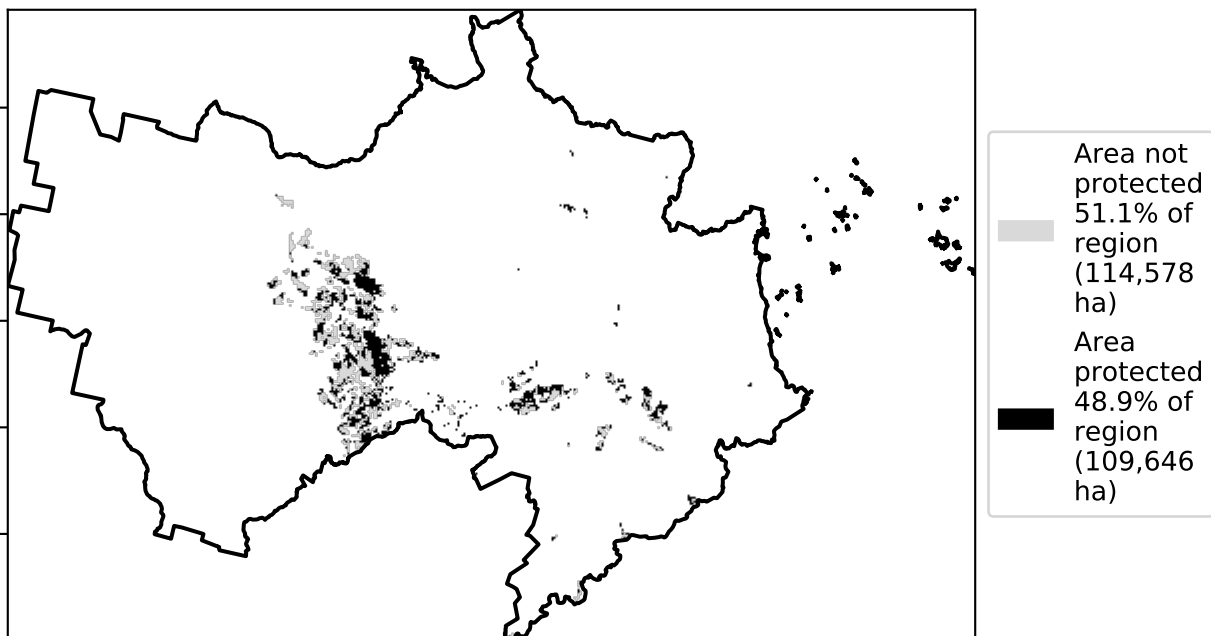 Area not
protected
51.1% of
region
(114,578
ha)
Area
protected
48.9% of
region
(109,646
ha)